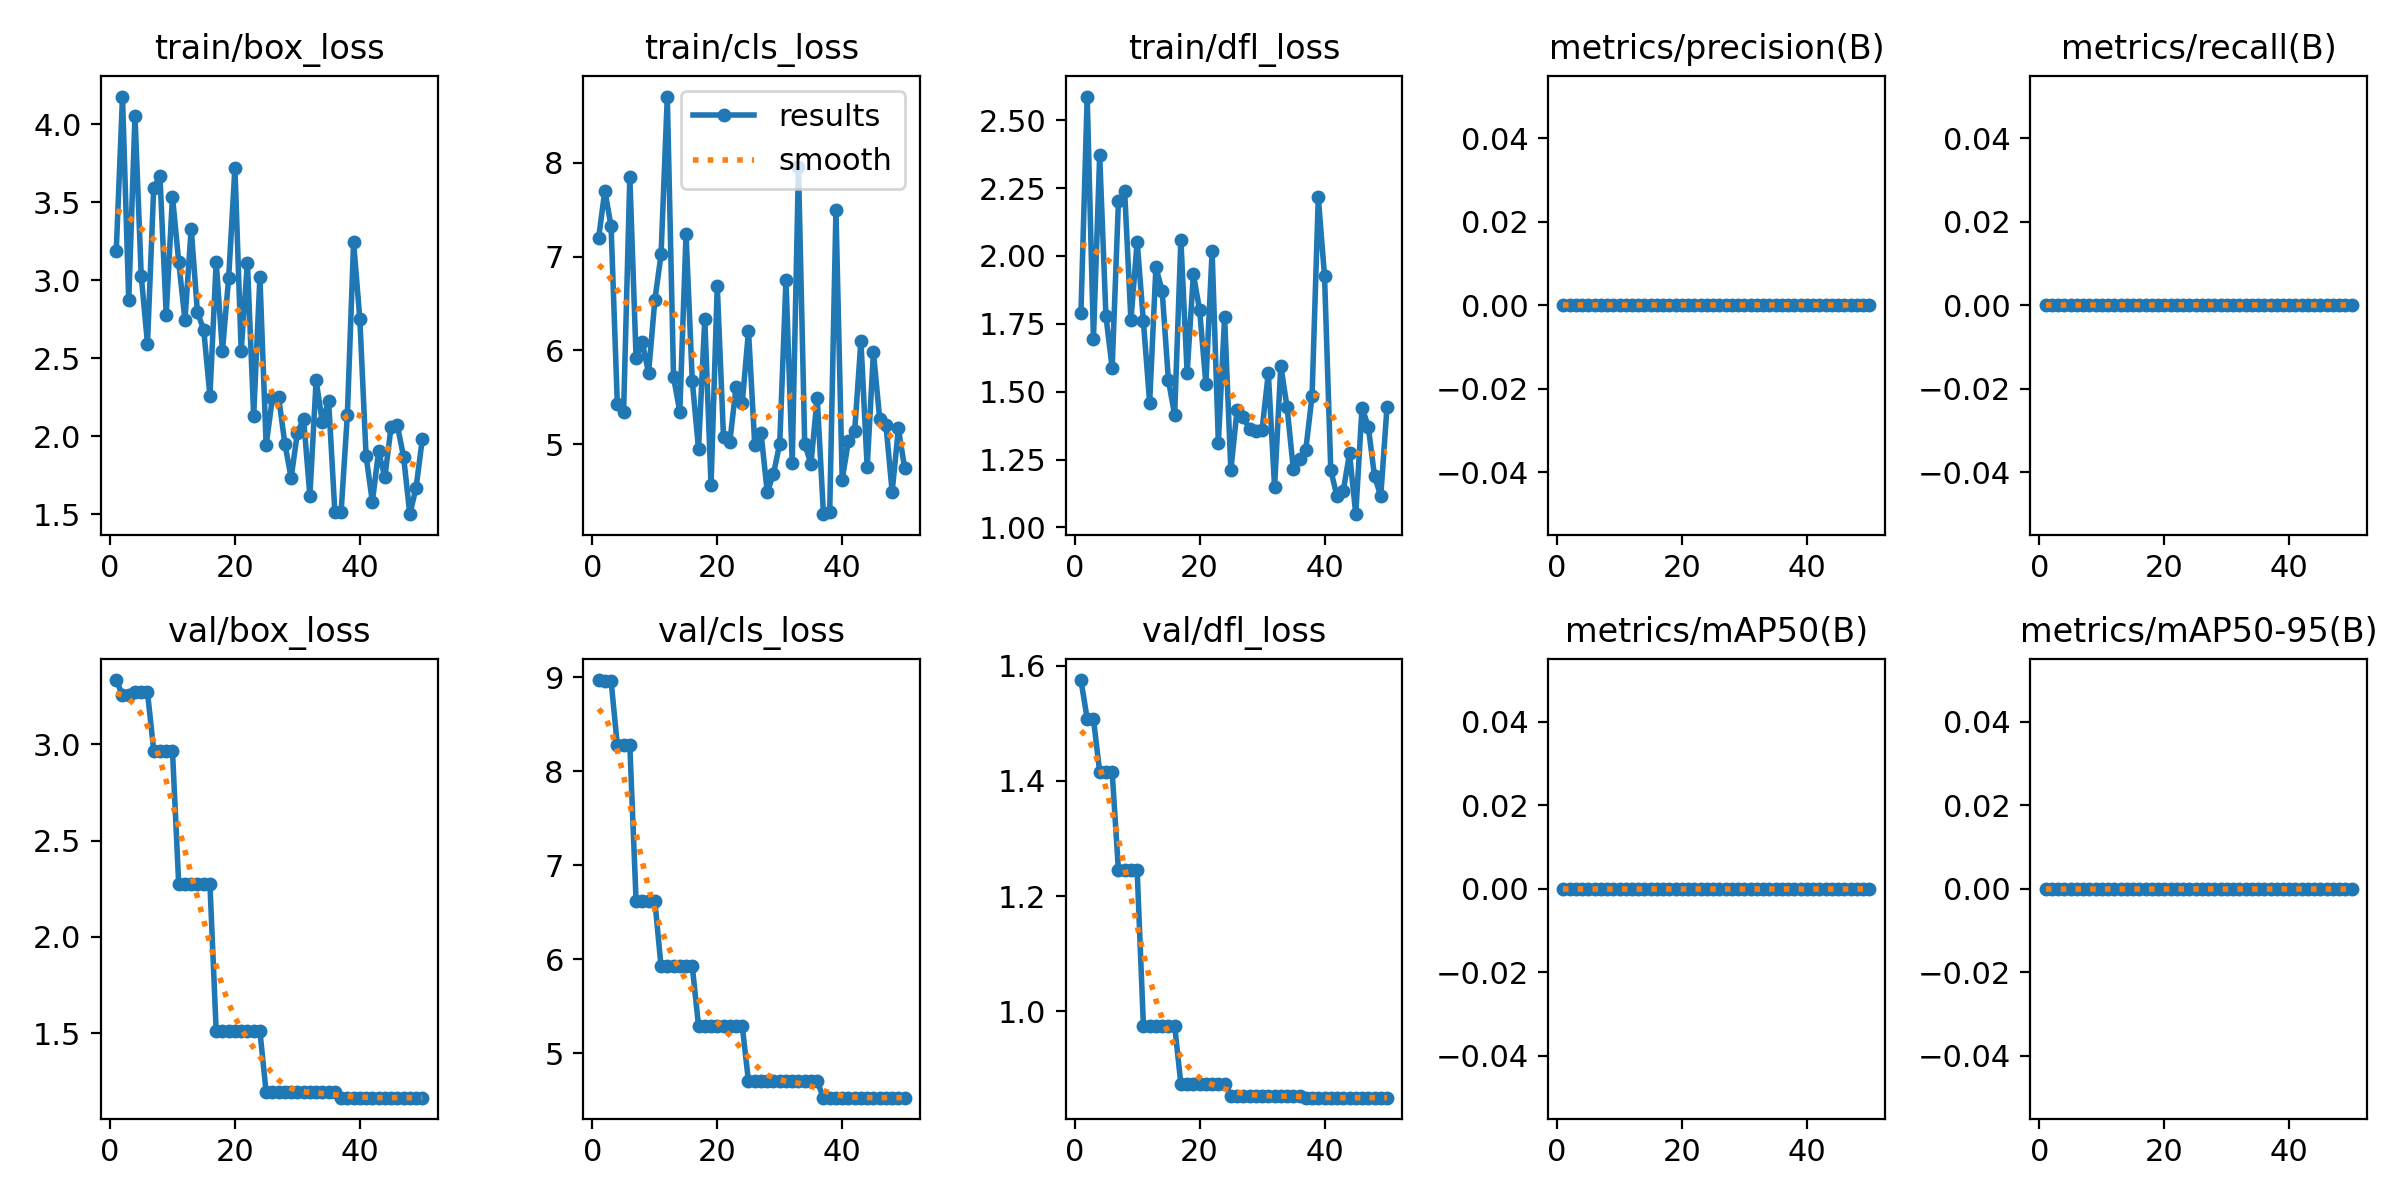 train/box_loss
4.0
3.5
3.0
2.5
2.0
1.5
0 20 40
train/cls_loss
results
smooth
8
7
6
5
0 20 40
train/dfl_loss
2.50
2.25
2.00
1.75
1.50
1.25
1.00
0 20 40
metrics/precision(B)
0.04
0.02
0.00
−0.02
−0.04
0 20 40
metrics/recall(B)
0.04
0.02
0.00
−0.02
−0.04
0 20 40
val/box_loss
3.0
2.5
2.0
1.5
0 20 40
val/cls_loss
9
8
7
6
5
0 20 40
val/dfl_loss
1.6
1.4
1.2
1.0
0 20 40
metrics/mAP50(B)
0.04
0.02
0.00
−0.02
−0.04
0 20 40
metrics/mAP50-95(B)
0.04
0.02
0.00
−0.02
−0.04
0 20 40